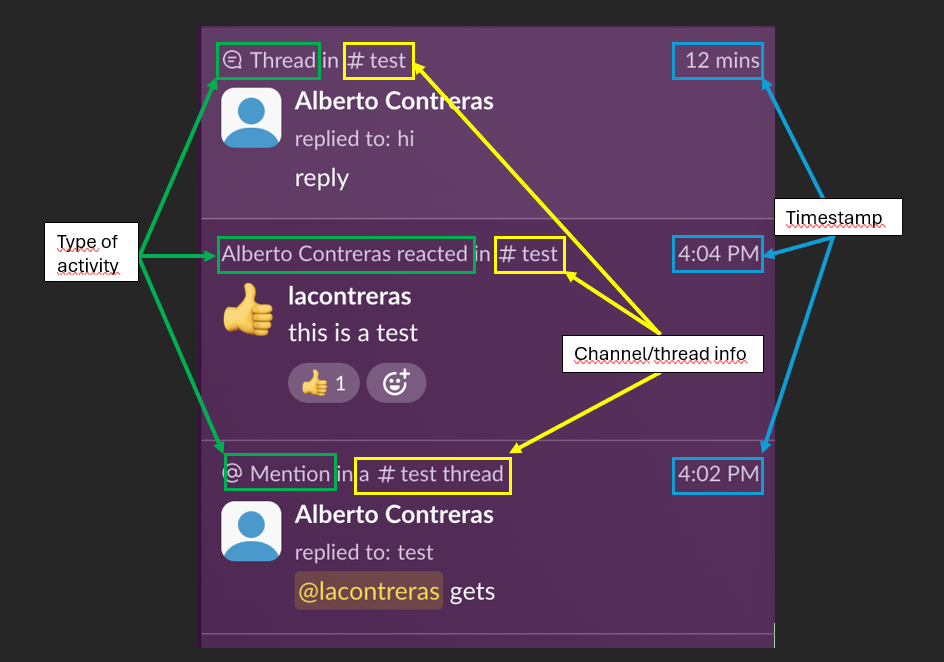 Thread in # test 12 mins
Alberto Contreras
replied to: hi
reply
Type of
activity
Timestamp
Alberto Contreras reacted in # test 4:04 PM
lacontreras
this is a test
Channel/thread info
1
@ Mention in a # test thread 4:02 PM
Alberto Contreras
replied to: test
@lacontreras gets